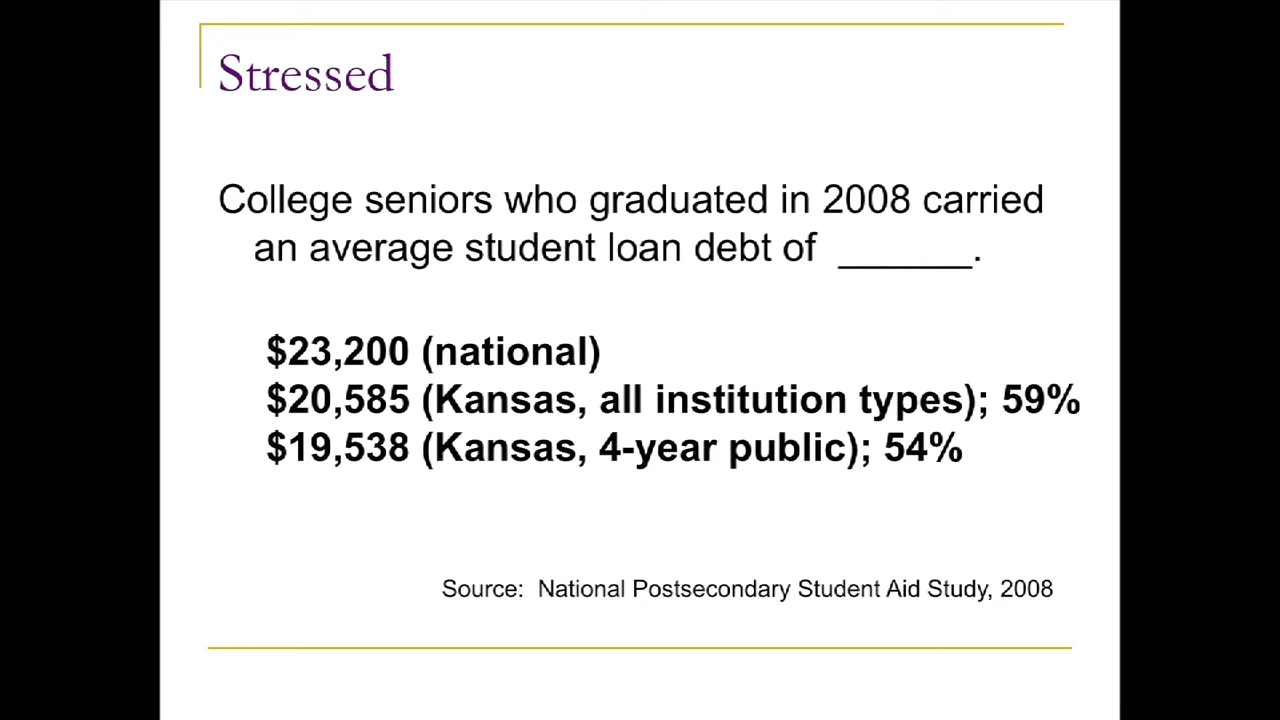 Stressed
College seniors who graduated in 2008 carried
an average student loan debt of ______.
$23,200 (national)
$20,585 (Kansas, all institution types); 59%
$19,538 (Kansas, 4-year public); 54%
Source: National Postsecondary Student Aid Study, 2008